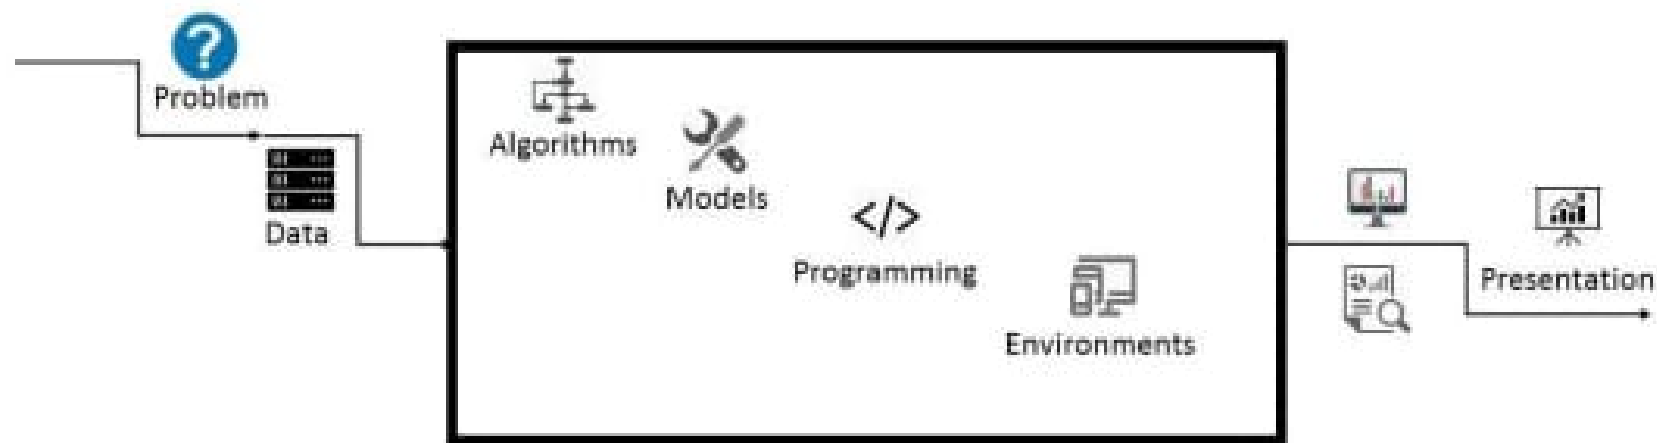 ?
Problem
Data
Algorithms
Models
</>
Programming
Environments
Presentation